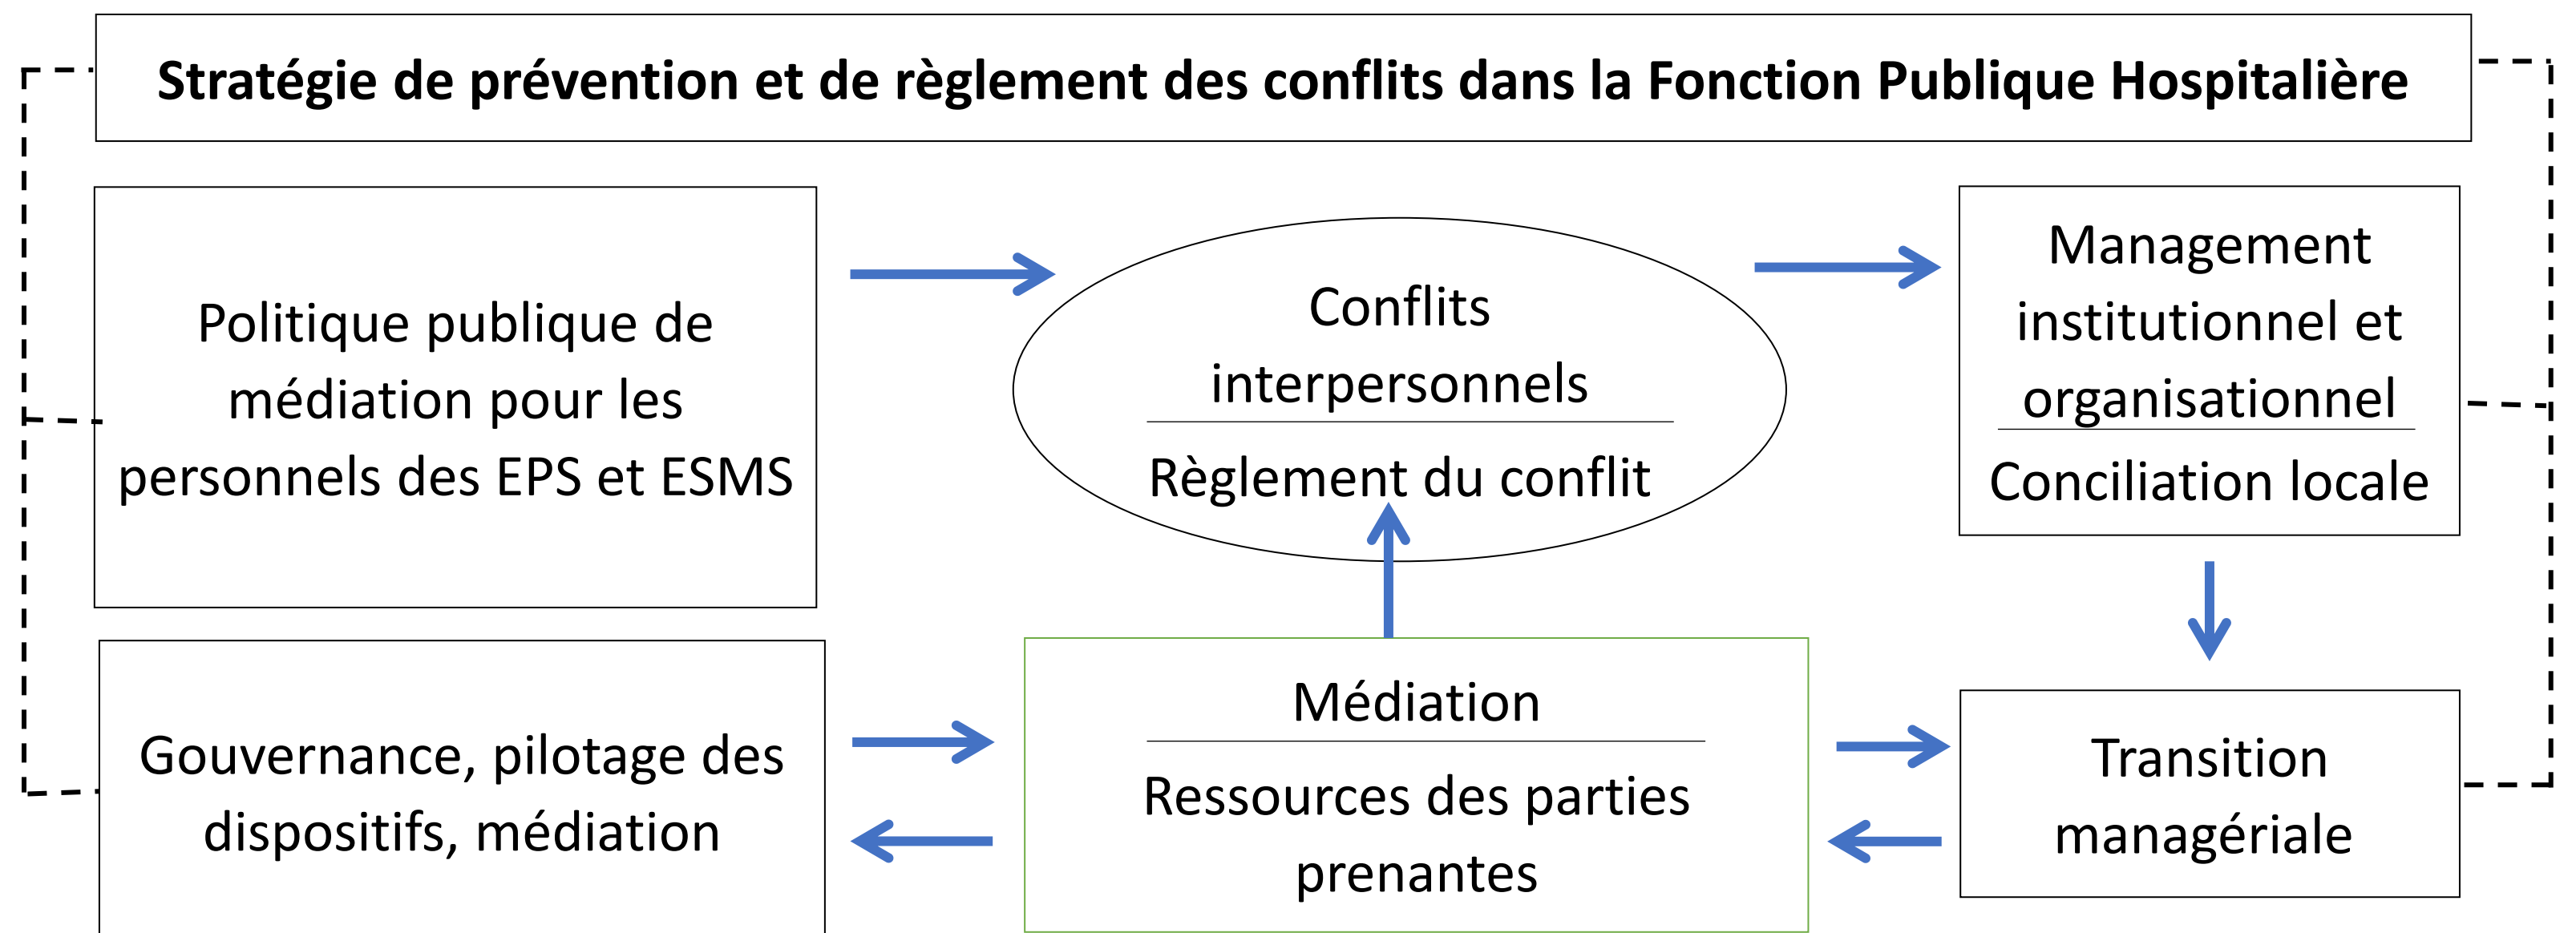 Stratégie de prévention et de règlement des conflits dans la Fonction Publique Hospitalière
Politique publique de
médiation pour les
personnels des EPS et ESMS
Conflits
interpersonnels
Règlement du conflit
Management
institutionnel et
organisationnel
Conciliation locale
Gouvernance, pilotage des
dispositifs, médiation
Médiation
Ressources des parties
prenantes
Transition
managériale